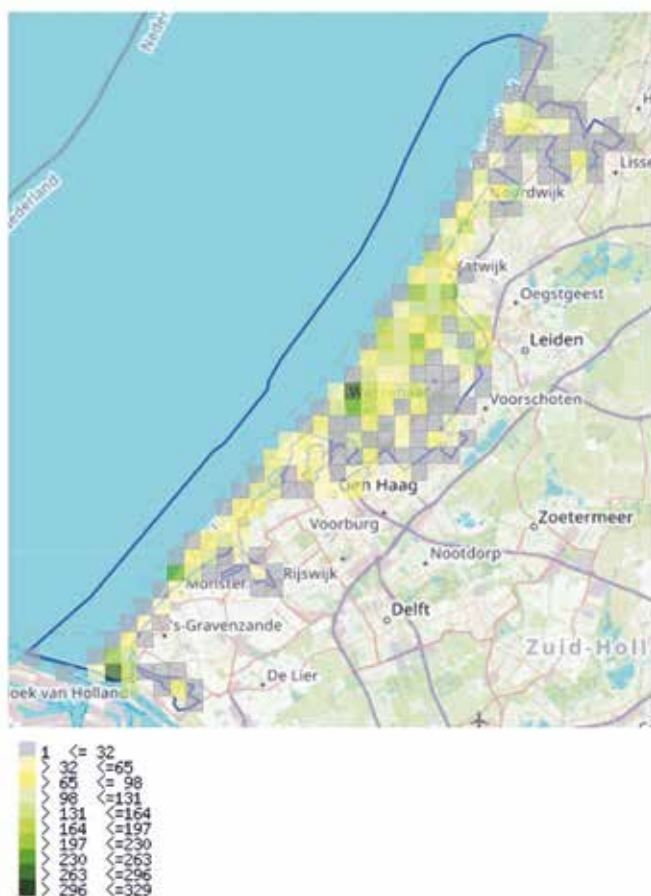 Neder
nederland
H
Lisse
Noordwijk
Katwijk
Oegstgeest
Leiden
Voorschoten
Den Haag
Voorburg
Zoetermeer
Nootdorp
Rijswijk
Monster
Delft
's-Gravenzande
Zuid-Holl
De Lier
oek van Holland
1 <= 32
> 32 <=65
> 65 <= 98
> 98 <=131
> 131 <=164
> 164 <=197
> 197 <=230
> 230 <=263
> 263 <=296
> 296 <=329